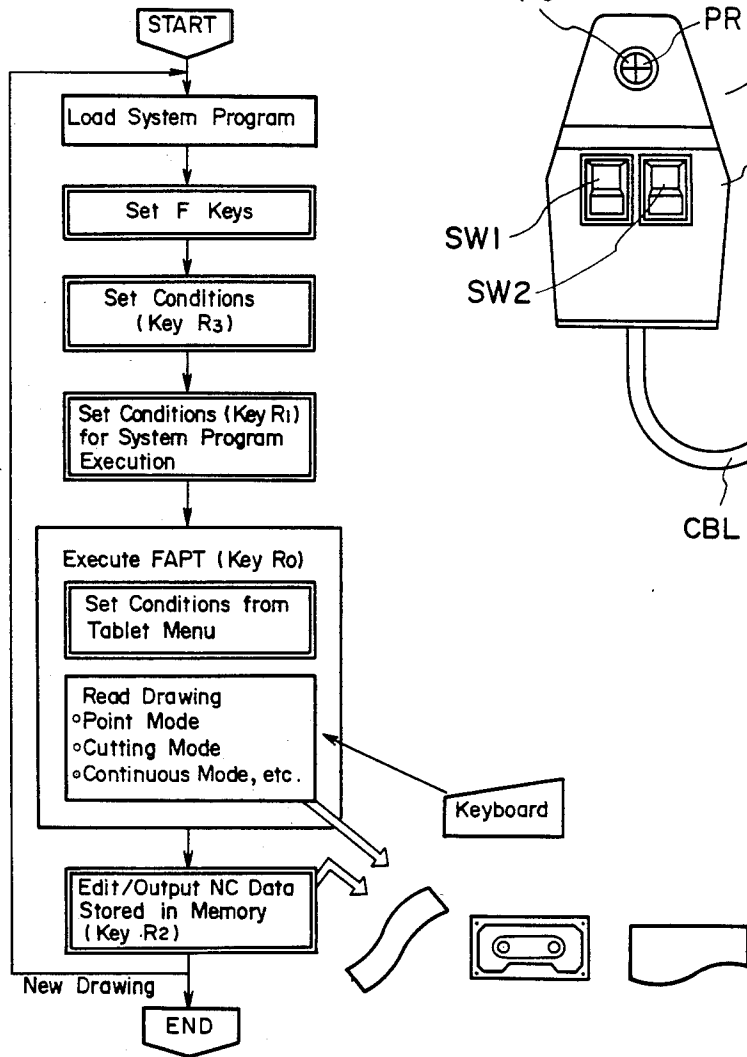 START
Load System Program
Set F Keys
Set Conditions
(Key R3)
Set Conditions (Key R1)
for System Program
Execution
Execute FAPT (Key R0)
Set Conditions from
Tablet Menu
Read Drawing
∘Point Mode
∘Cutting Mode
∘Continuous Mode, etc.
Keyboard
Edit/Output NC Data
Stored in Memory
(Key R2)
New Drawing
END
PR
SW1
SW2
CBL